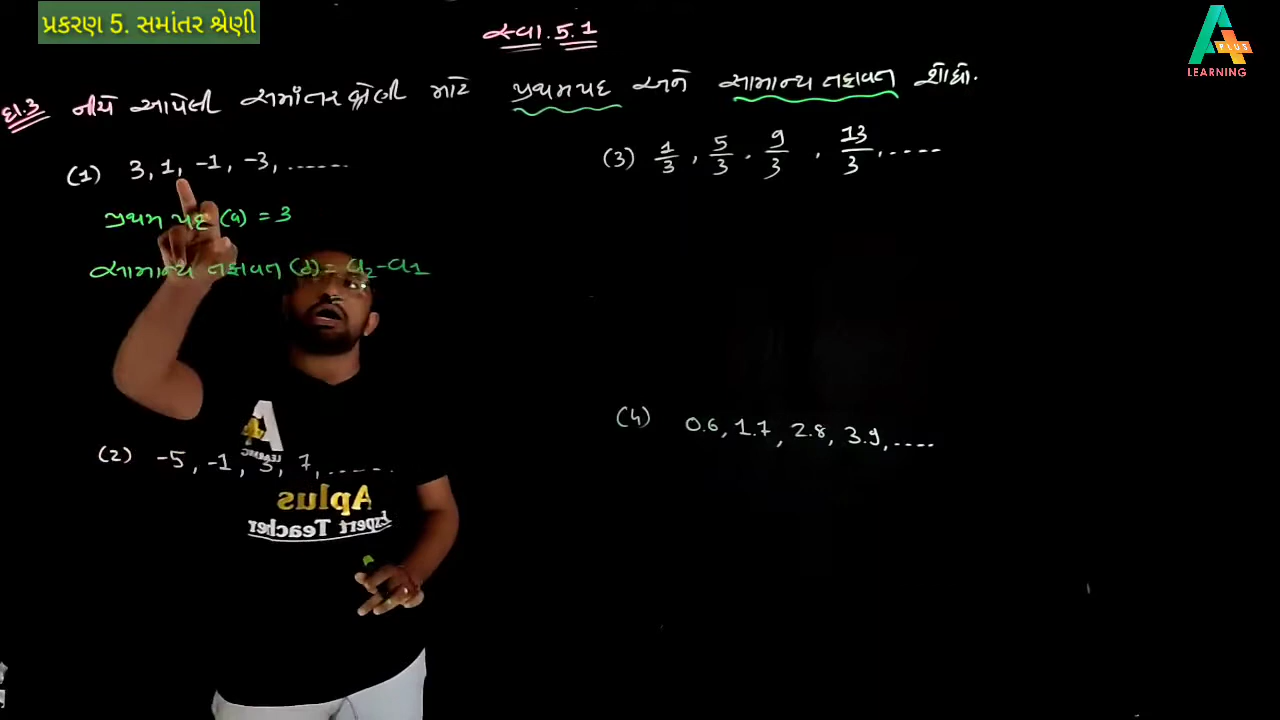 પ્રકરણ 5. સમાંતર શ્રેણી
સ્વા.5.1
A PLUS
LEARNING
દા.3 નીચે આપેલી સમાંતર શ્રેણી માટે પ્રથમપદ અને સામાન્ય તફાવત શોધો.
(1) 3, 1, -1, -3, ......
પ્રથમ પદ (a) = 3
સામાન્ય તફાવત (d) = a₂-a₁
=
(2) -5, -1, 3, 7, ......
(3) 1/3, 5/3, 9/3, 13/3, .....
(4) 0.6, 1.7, 2.8, 3.9, ....
Aplus
Expert Teacher